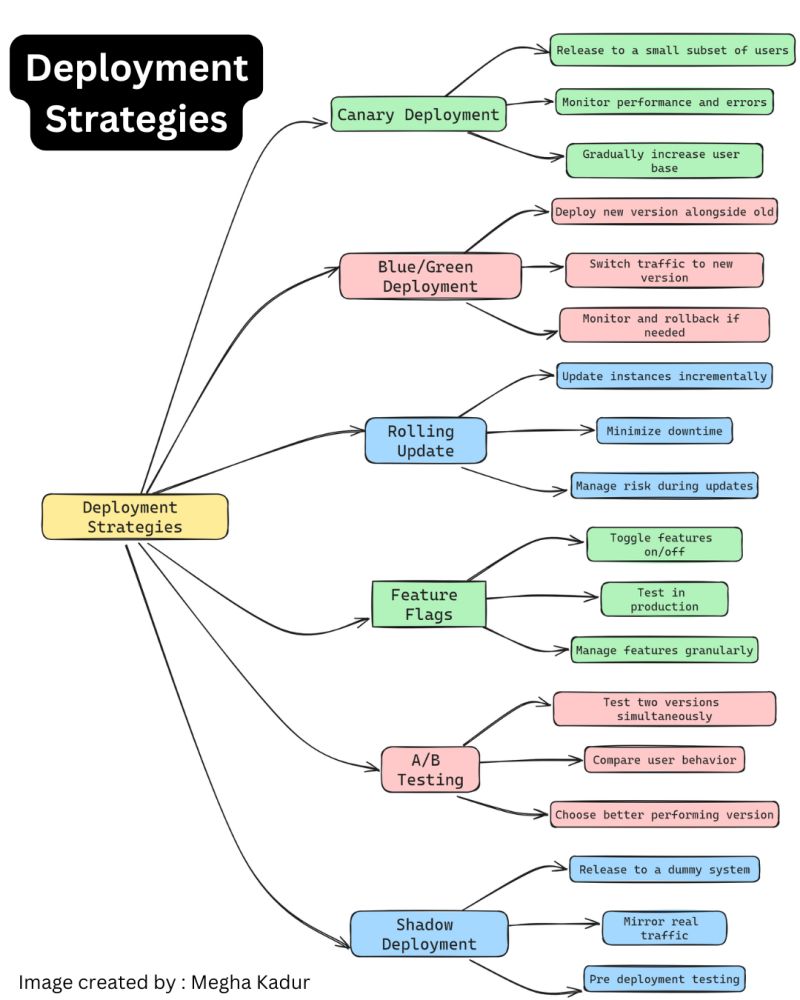 Deployment
Strategies
Deployment
Strategies
Canary Deployment
Release to a small subset of users
Monitor performance and errors
Gradually increase user
base
Blue/Green
Deployment
Deploy new version alongside old
Switch traffic to new
version
Monitor and rollback if
needed
Rolling
Update
Update instances incrementally
Minimize downtime
Manage risk during updates
Feature
Flags
Toggle features
on/off
Test in
production
Manage features granularly
A/B
Testing
Test two versions
simultaneously
Compare user behavior
Choose better performing version
Shadow
Deployment
Release to a dummy system
Mirror real
traffic
Pre deployment testing
Image created by : Megha Kadur